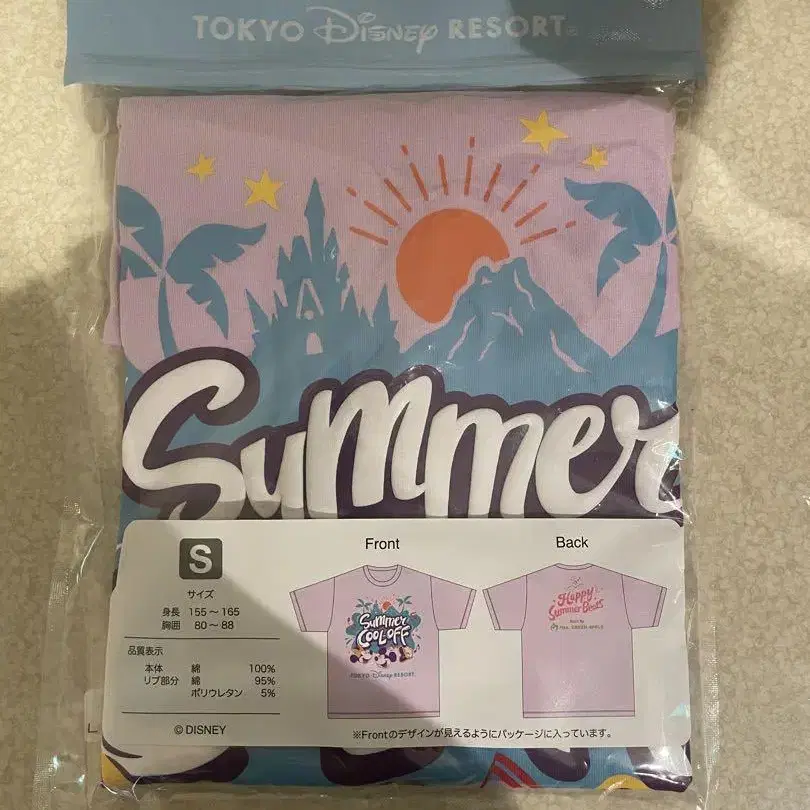 TOKYO Disney RESORT®
Summer
S
サイズ
身長 155〜165
胸囲 80〜88
品質表示
本体 綿 100%
リブ部分 綿 95%
ポリウレタン 5%
©DISNEY
Front
Summer
COOL-OFF
TOKYO Disney RESORT
Back
Happy
Summer Beats
Mrs. GREEN APPLE
※Frontのデザインが見えるようにパッケージに入っています。